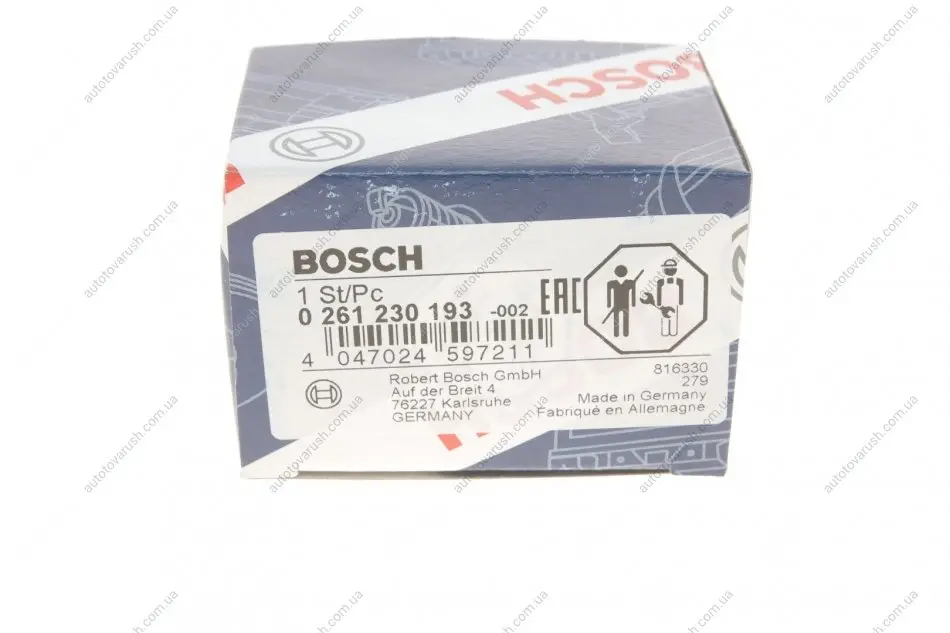 BOSCH
BOSCH
1 St/Pc
0 261 230 193 -002
EAC
4 047024 597211
Robert Bosch GmbH
Auf der Breit 4
76227 Karlsruhe
GERMANY
816330
279
Made in Germany
Fabriqué en Allemagne
autotovarush.com.ua